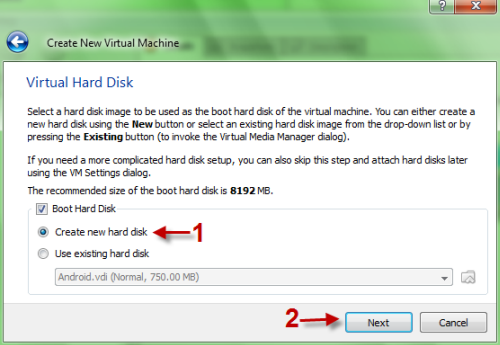 ?
X
Create New Virtual Machine
Virtual Hard Disk
Select a hard disk image to be used as the boot hard disk of the virtual machine. You can either create a
new hard disk using the New button or select an existing hard disk image from the drop-down list or by
pressing the Existing button (to invoke the Virtual Media Manager dialog).
If you need a more complicated hard disk setup, you can also skip this step and attach hard disks later
using the VM Settings dialog.
The recommended size of the boot hard disk is 8192 MB.
Boot Hard Disk
Create new hard disk 1
Use existing hard disk
Android.vdi (Normal, 750.00 MB)
2 Next Cancel